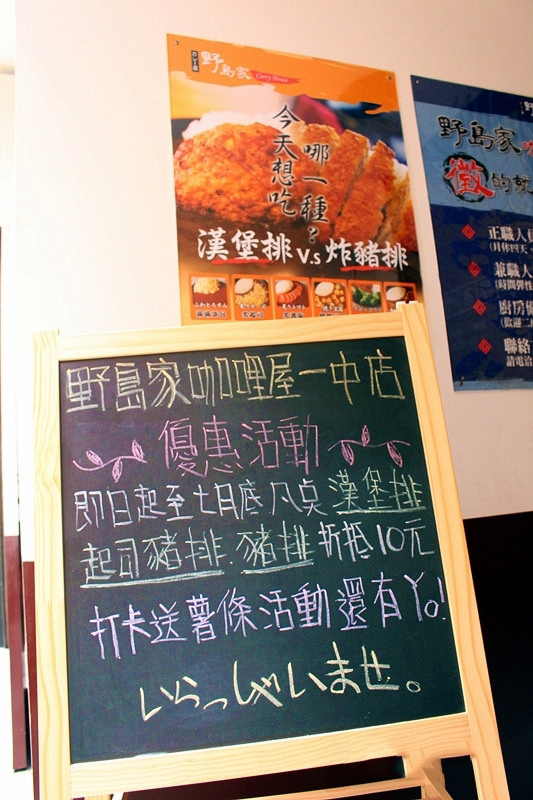 野島家
Curry House
今天想吃
哪一種?
漢堡排 V.s 炸豬排
野島家
徵的就
正職人
兼職人
廚房
聯絡
野島家咖哩屋一中店
優惠活動
即日起至七月底凡点漢堡排
起司豬排.豬排折抵10元
打卡送薯條活動還有Yo!
いらっしゃいませ。